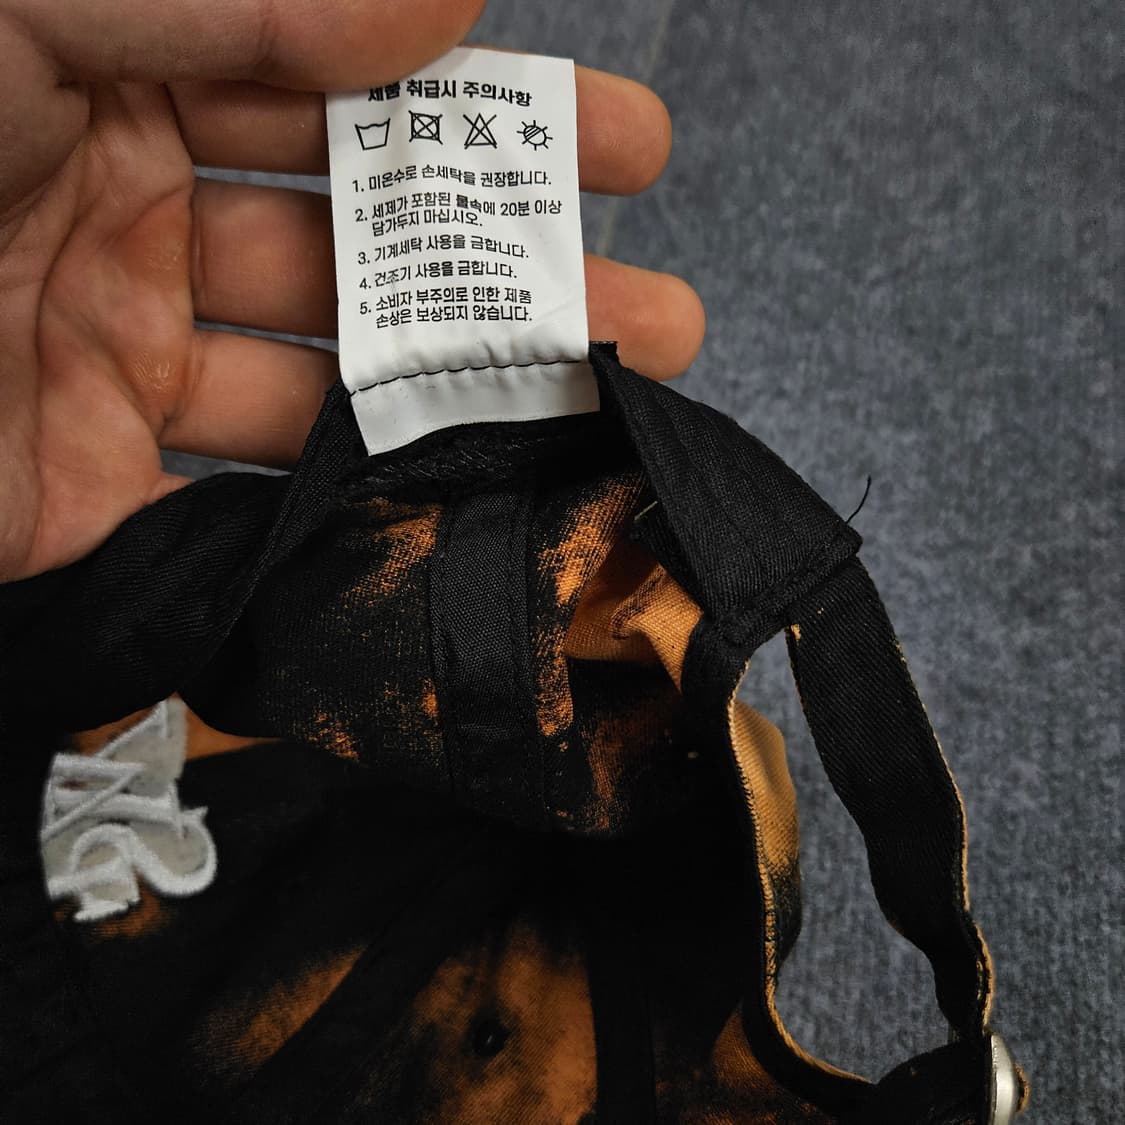 세품 취급시 주의사항
1. 미온수로 손세탁을 권장합니다.
2. 세제가 포함된 물속에 20분 이상
담가두지 마십시오.
3. 기계세탁 사용을 금합니다.
4. 건조기 사용을 금합니다.
5. 소비자 부주의로 인한 제품
손상은 보상되지 않습니다.